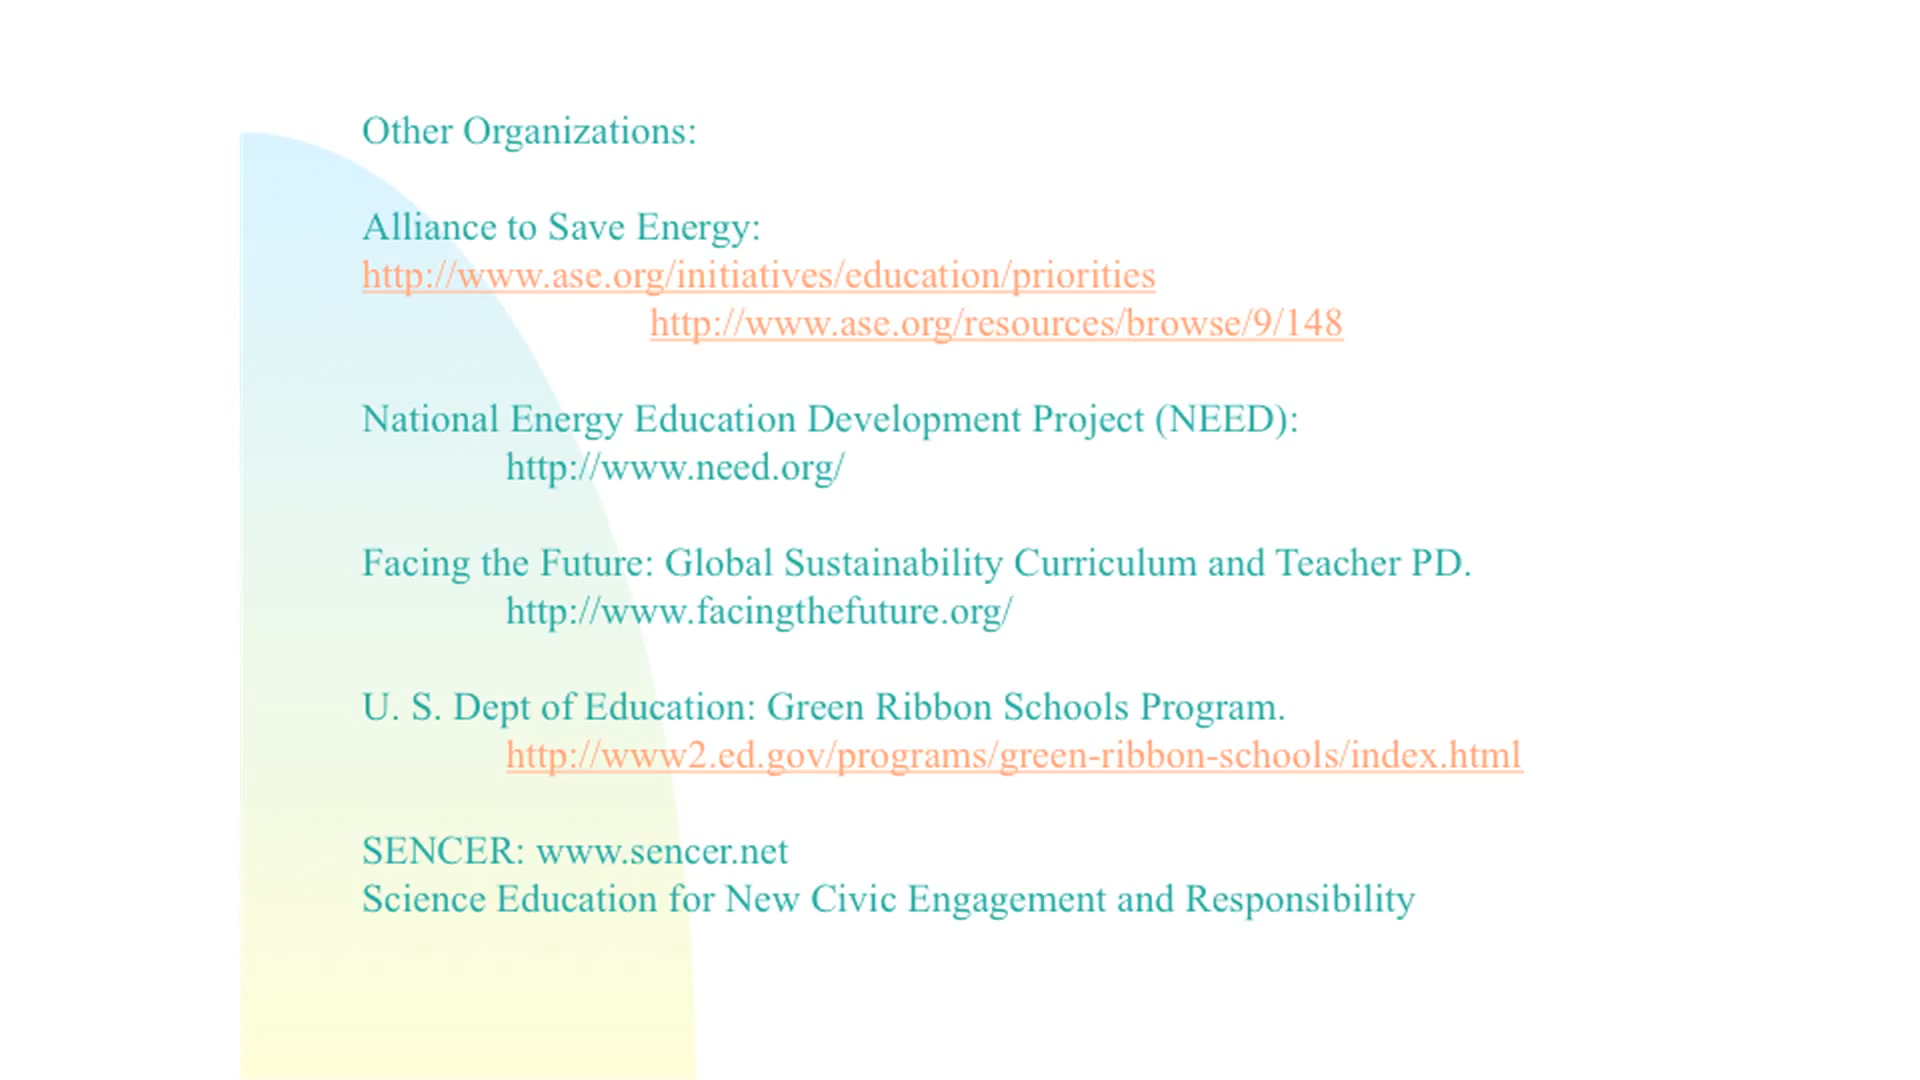 Other Organizations:
Alliance to Save Energy:
http://www.ase.org/initiatives/education/priorities
http://www.ase.org/resources/browse/9/148
National Energy Education Development Project (NEED):
http://www.need.org/
Facing the Future: Global Sustainability Curriculum and Teacher PD.
http://www.facingthefuture.org/
U. S. Dept of Education: Green Ribbon Schools Program.
http://www2.ed.gov/programs/green-ribbon-schools/index.html
SENCER: www.sencer.net
Science Education for New Civic Engagement and Responsibility